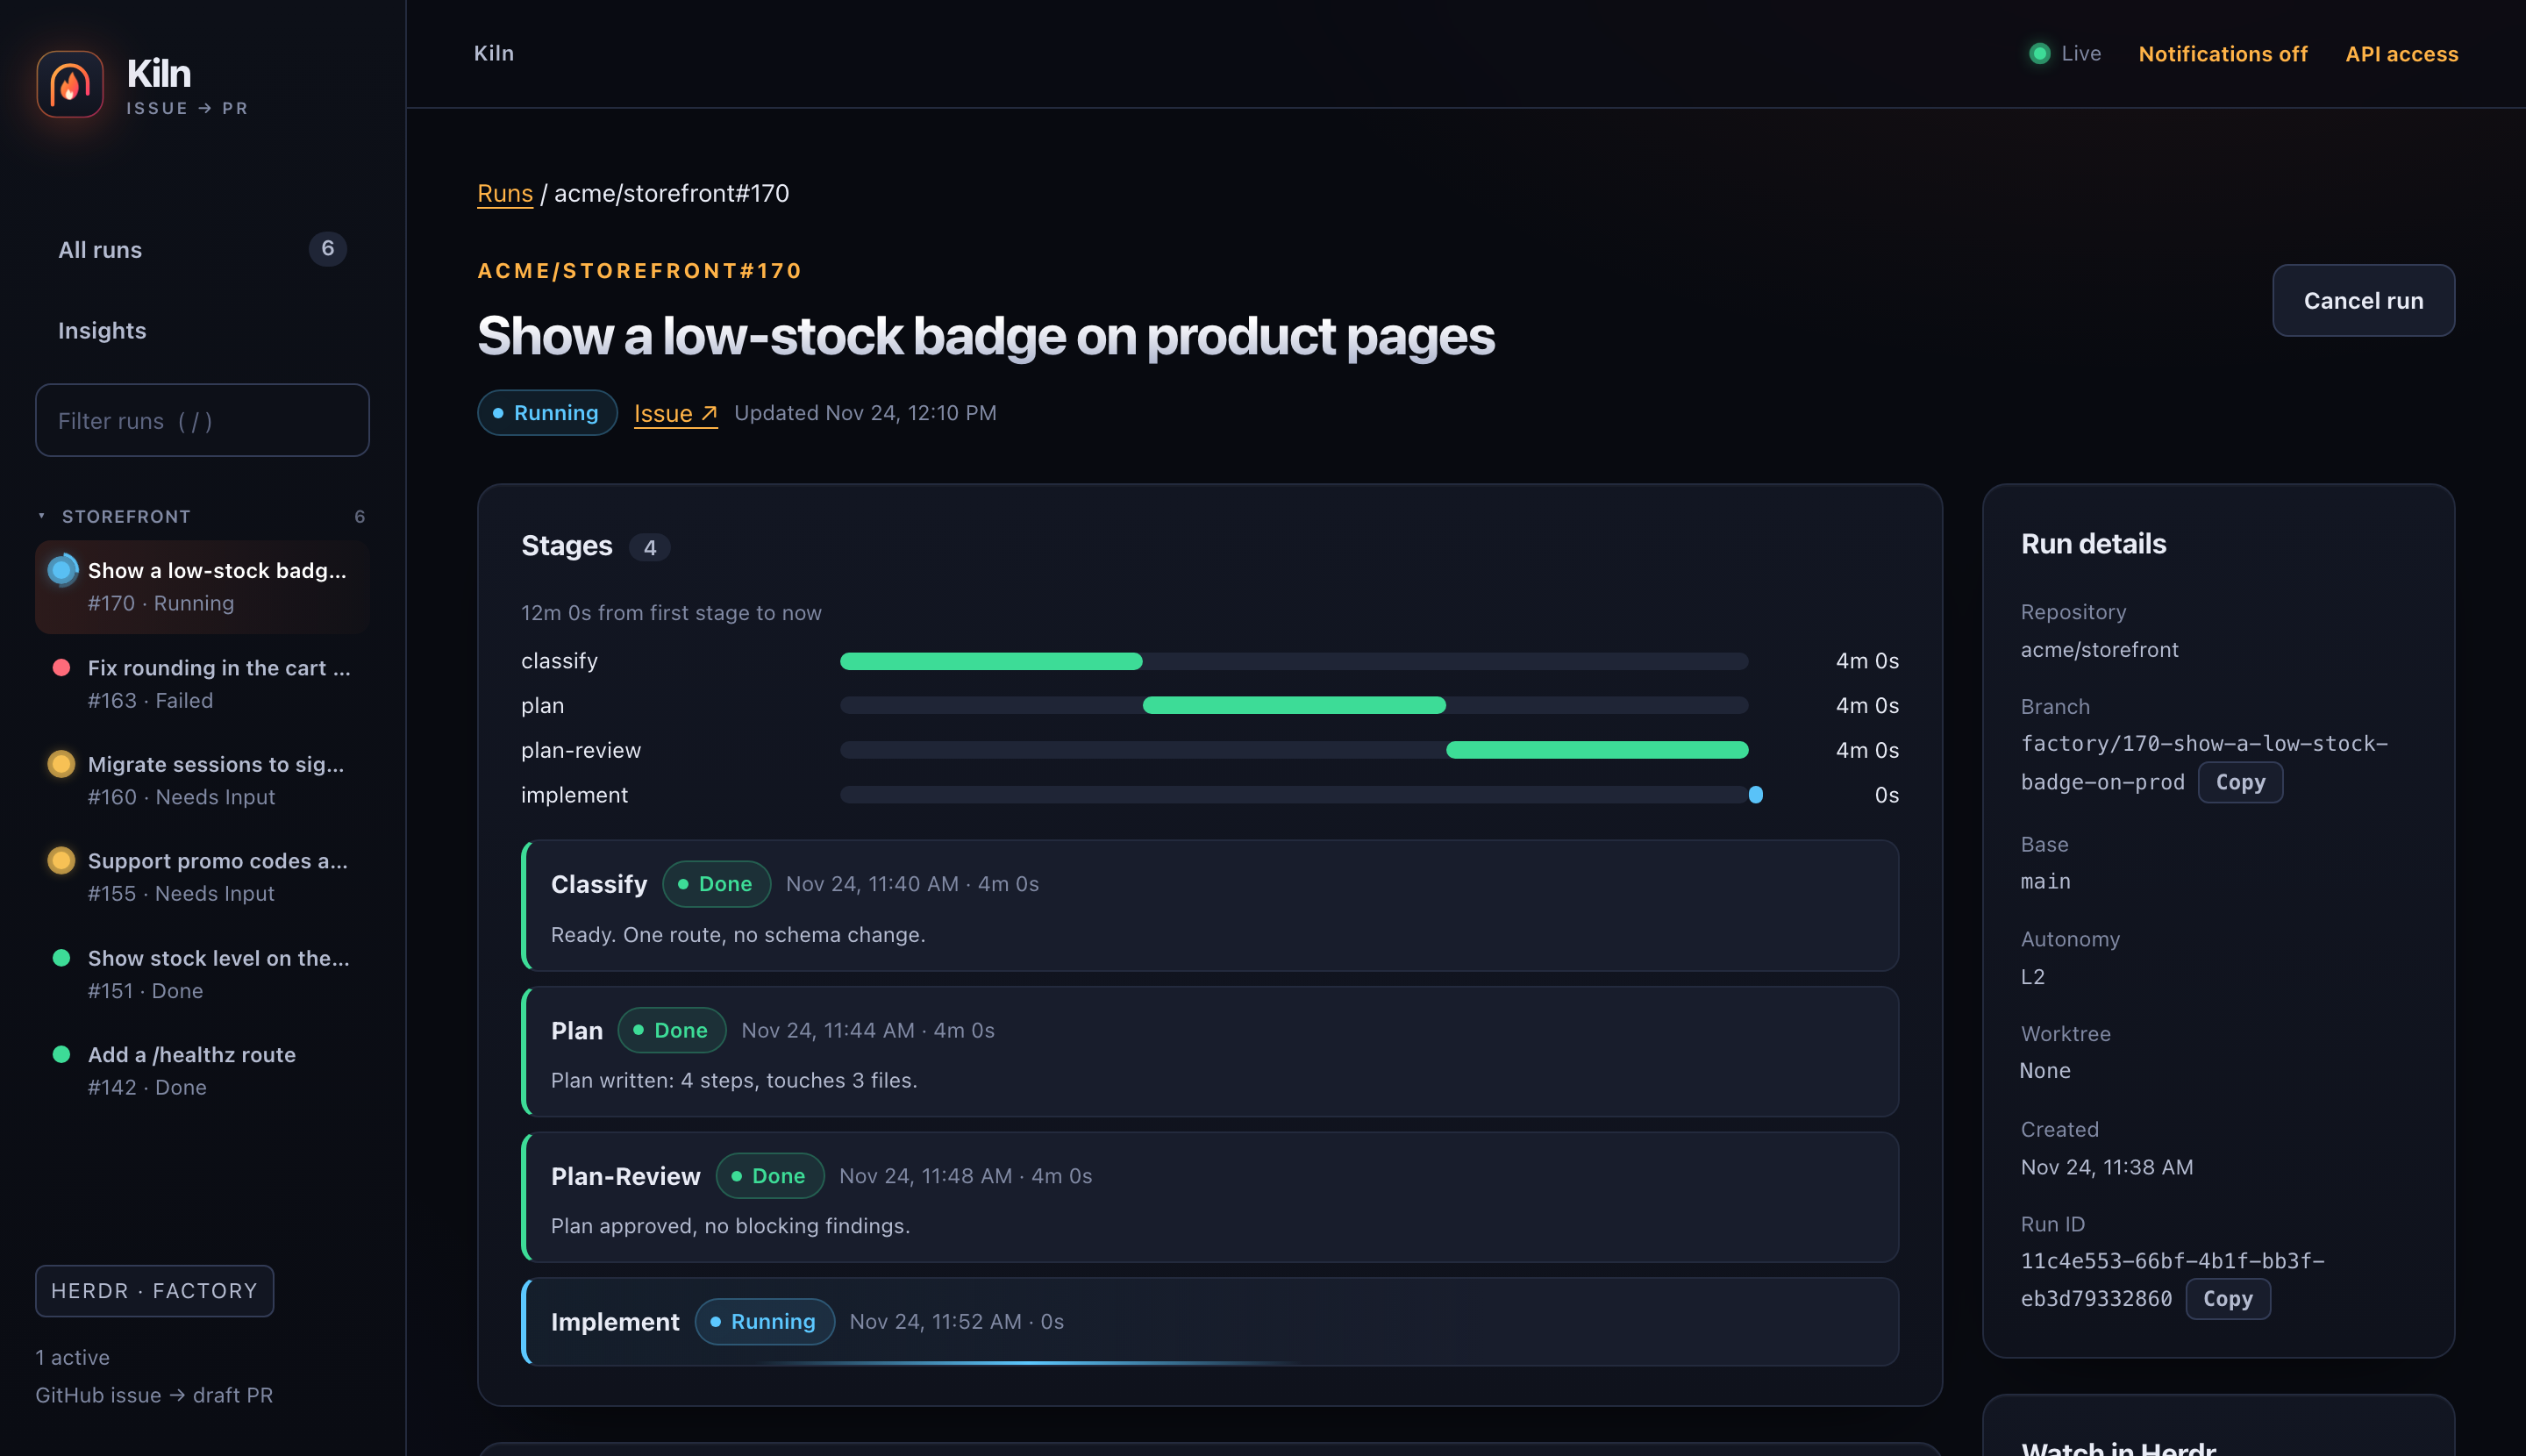 Kiln
ISSUE → PR
All runs 6
Insights
Filter runs ( / )
▾ STOREFRONT 6
Show a low-stock badg...
#170 · Running
Fix rounding in the cart ...
#163 · Failed
Migrate sessions to sig...
#160 · Needs Input
Support promo codes a...
#155 · Needs Input
Show stock level on the...
#151 · Done
Add a /healthz route
#142 · Done
HERDR · FACTORY
1 active
GitHub issue → draft PR
Kiln
Live Notifications off API access
Runs / acme/storefront#170
ACME/STOREFRONT#170
Show a low-stock badge on product pages
Cancel run
Running Issue ↗ Updated Nov 24, 12:10 PM
Stages 4
12m 0s from first stage to now
classify 4m 0s
plan 4m 0s
plan-review 4m 0s
implement 0s
Classify Done Nov 24, 11:40 AM · 4m 0s
Ready. One route, no schema change.
Plan Done Nov 24, 11:44 AM · 4m 0s
Plan written: 4 steps, touches 3 files.
Plan-Review Done Nov 24, 11:48 AM · 4m 0s
Plan approved, no blocking findings.
Implement Running Nov 24, 11:52 AM · 0s
Run details
Repository
acme/storefront
Branch
factory/170-show-a-low-stock-
badge-on-prod Copy
Base
main
Autonomy
L2
Worktree
None
Created
Nov 24, 11:38 AM
Run ID
11c4e553-66bf-4b1f-bb3f-
eb3d79332860 Copy
Watch in Herdr